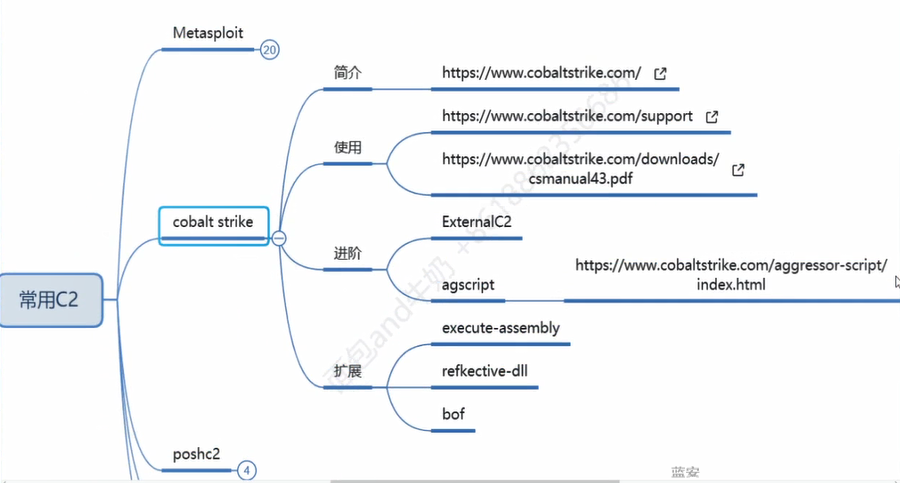 Metasploit
20
简介
https://www.cobaltstrike.com/
https://www.cobaltstrike.com/support
使用
https://www.cobaltstrike.com/downloads/
csmanual43.pdf
cobalt strike
ExternalC2
进阶
https://www.cobaltstrike.com/aggressor-script/
index.html
agscript
常用C2
execute-assembly
扩展
refkective-dll
bof
poshc2
4
蓝安